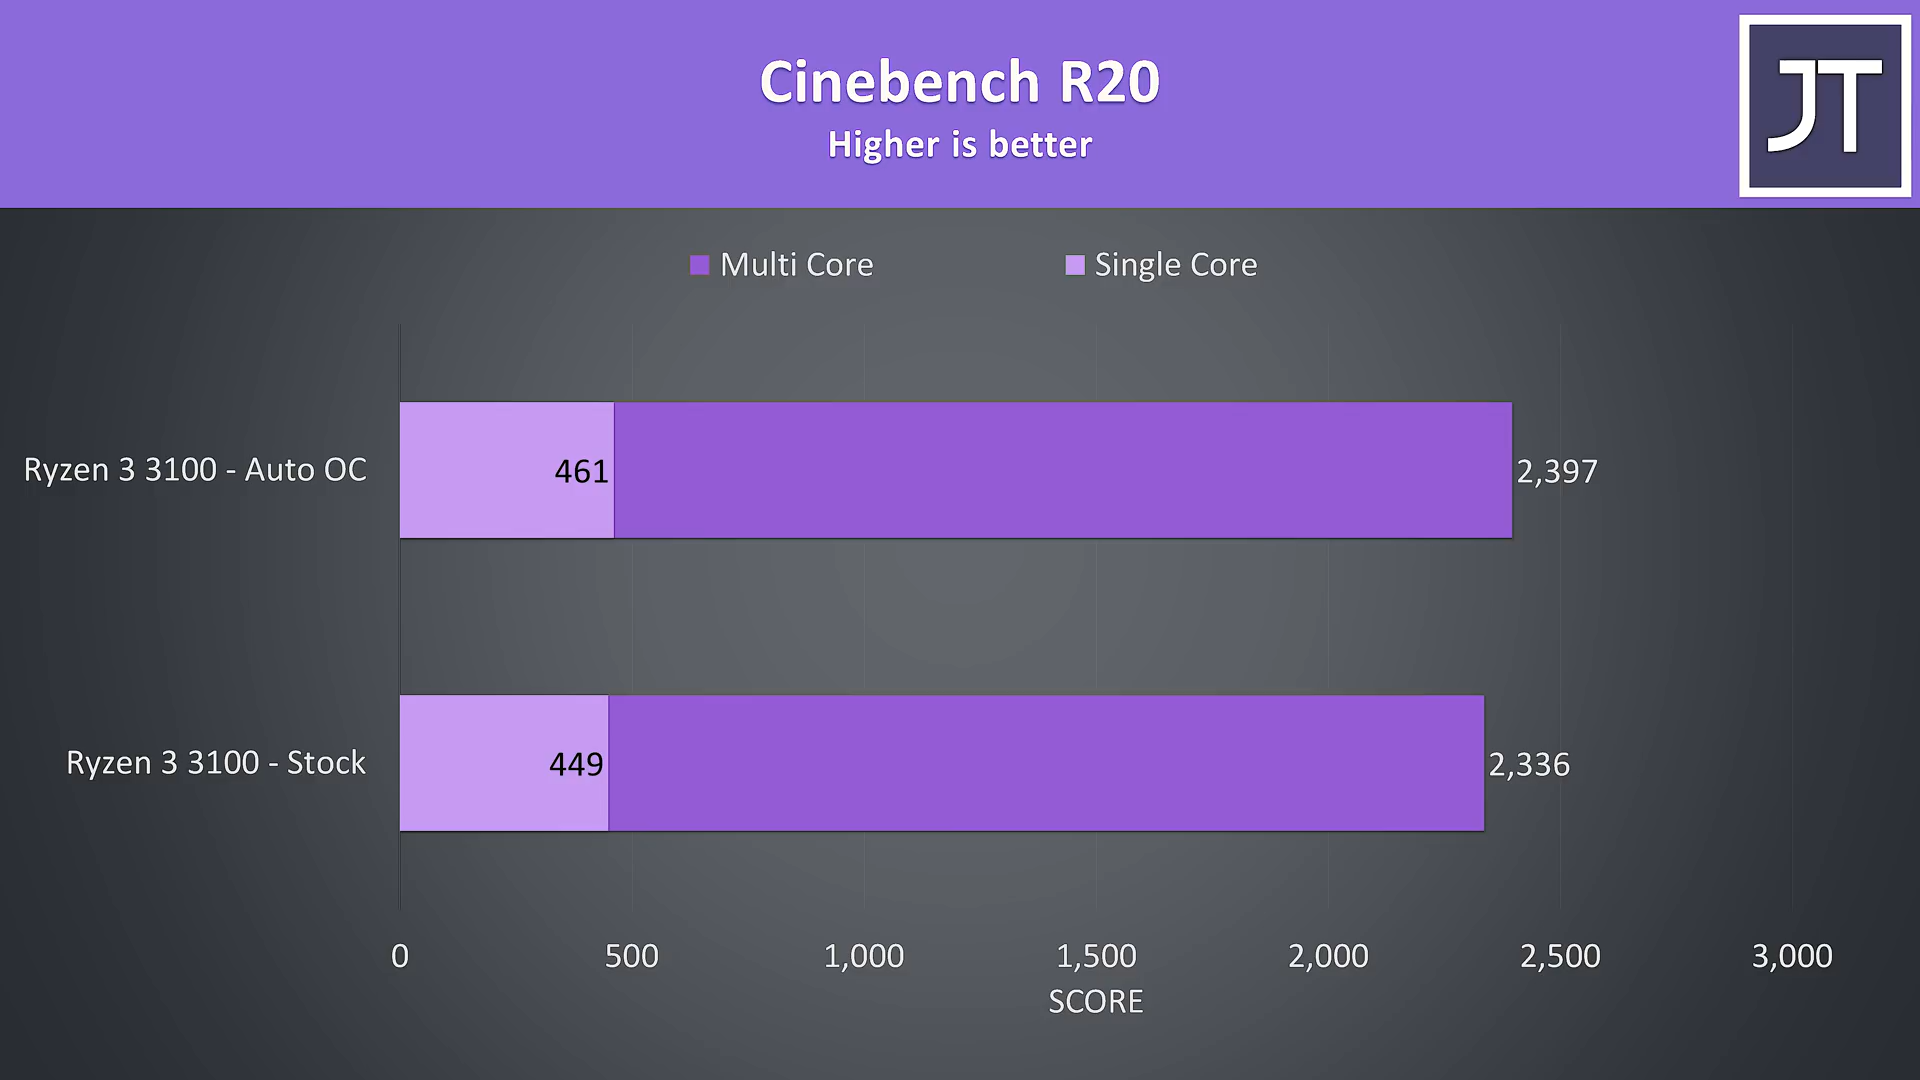 Cinebench R20
Higher is better
JT
Multi Core
Single Core
Ryzen 3 3100 - Auto OC
461
2,397
Ryzen 3 3100 - Stock
449
2,336
0 500 1,000 1,500 2,000 2,500 3,000
SCORE